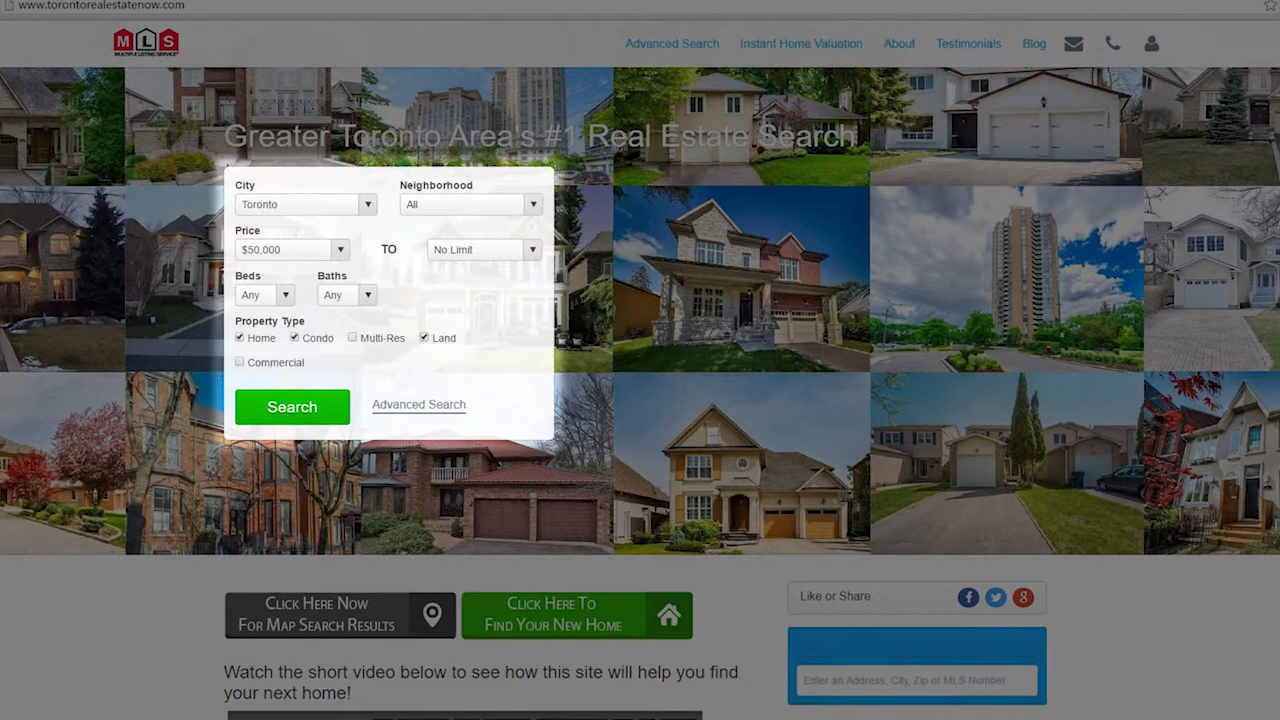 www.torontorealestatenow.com
MLS
MULTIPLE LISTING SERVICE®
Advanced Search Instant Home Valuation About Testimonials Blog
Greater Toronto Area's #1 Real Estate Search
City Neighborhood
Toronto All
Price
$50,000 TO No Limit
Beds Baths
Any Any
Property Type
Home Condo Multi-Res Land
Commercial
Search Advanced Search
CLICK HERE NOW
FOR MAP SEARCH RESULTS
CLICK HERE TO
FIND YOUR NEW HOME
Like or Share
Enter an Address, City, Zip or MLS Number
Watch the short video below to see how this site will help you find
your next home!